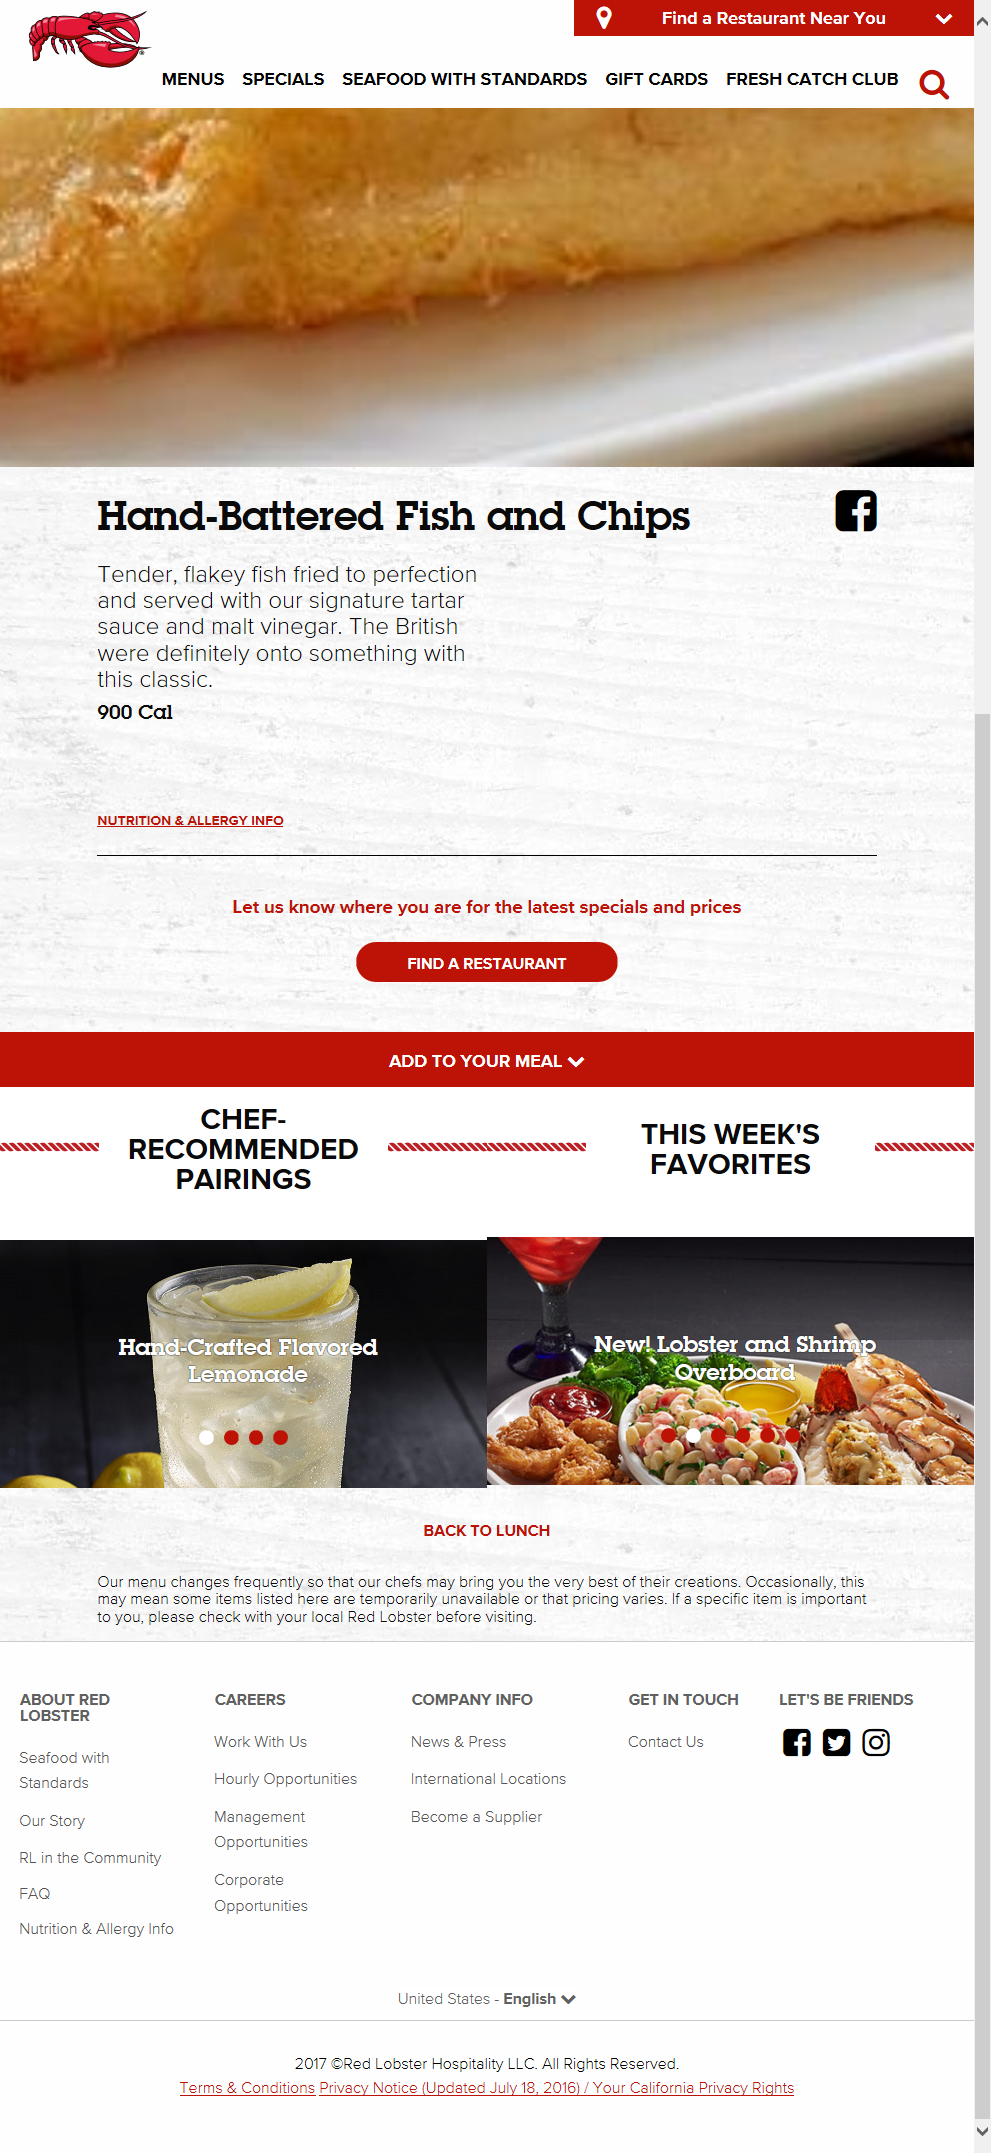 Find a Restaurant Near You
MENUS SPECIALS SEAFOOD WITH STANDARDS GIFT CARDS FRESH CATCH CLUB
Hand-Battered Fish and Chips
Tender, flakey fish fried to perfection
and served with our signature tartar
sauce and malt vinegar. The British
were definitely onto something with
this classic.
900 Cal
NUTRITION & ALLERGY INFO
Let us know where you are for the latest specials and prices
FIND A RESTAURANT
ADD TO YOUR MEAL
CHEF-
RECOMMENDED
PAIRINGS
THIS WEEK'S
FAVORITES
Hand-Crafted Flavored
Lemonade
New! Lobster and Shrimp
Overboard
BACK TO LUNCH
Our menu changes frequently so that our chefs may bring you the very best of their creations. Occasionally, this
may mean some items listed here are temporarily unavailable or that pricing varies. If a specific item is important
to you, please check with your local Red Lobster before visiting.
ABOUT RED
LOBSTER
Seafood with
Standards
Our Story
RL in the Community
FAQ
Nutrition & Allergy Info
CAREERS
Work With Us
Hourly Opportunities
Management
Opportunities
Corporate
Opportunities
COMPANY INFO
News & Press
International Locations
Become a Supplier
GET IN TOUCH
Contact Us
LET'S BE FRIENDS
United States - English
2017 ©Red Lobster Hospitality LLC. All Rights Reserved.
Terms & Conditions Privacy Notice (Updated July 18, 2016) / Your California Privacy Rights